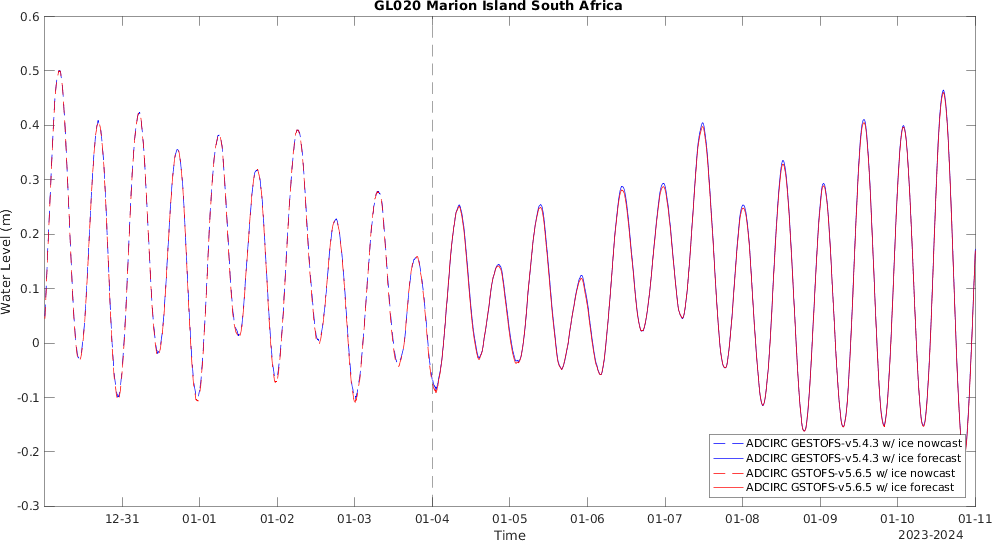 GL020 Marion Island South Africa
0.6
0.5
0.4
0.3
0.2
0.1
0
-0.1
-0.2
-0.3
Water Level (m)
ADCIRC GESTOFS-v5.4.3 w/ ice nowcast
ADCIRC GESTOFS-v5.4.3 w/ ice forecast
ADCIRC GSTOFS-v5.6.5 w/ ice nowcast
ADCIRC GSTOFS-v5.6.5 w/ ice forecast
12-31 01-01 01-02 01-03 01-04 01-05 01-06 01-07 01-08 01-09 01-10 01-11
Time
2023-2024